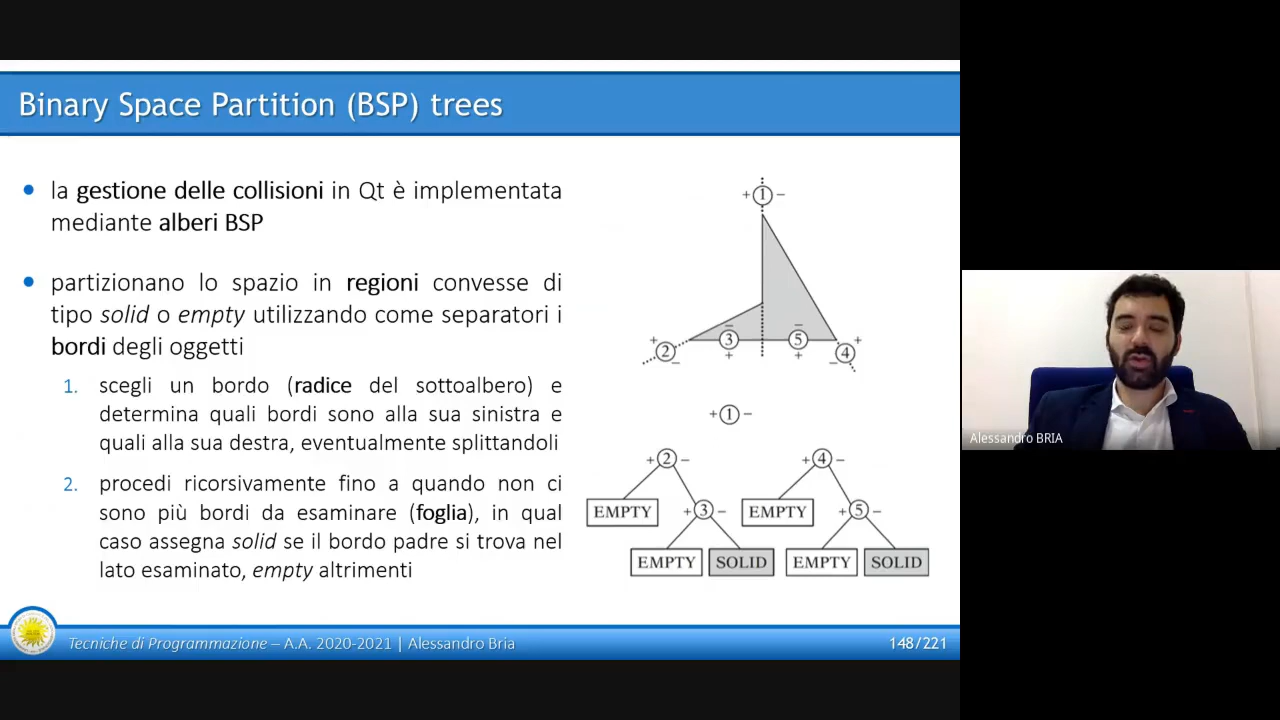 Binary Space Partition (BSP) trees
la gestione delle collisioni in Qt è implementata
mediante alberi BSP
partizionano lo spazio in regioni convesse di
tipo solid o empty utilizzando come separatori i
bordi degli oggetti
1. scegli un bordo (radice del sottoalbero) e
determina quali bordi sono alla sua sinistra e
quali alla sua destra, eventualmente splittandoli
2. procedi ricorsivamente fino a quando non ci
sono più bordi da esaminare (foglia), in qual
caso assegna solid se il bordo padre si trova nel
lato esaminato, empty altrimenti
+ 1 −
+ − − +
2 3 5 4
− + + −
+ 1 −
+ 2 − + 4 −
EMPTY + 3 − EMPTY + 5 −
EMPTY SOLID EMPTY SOLID
Alessandro BRIA
Tecniche di Programmazione – A.A. 2020-2021 | Alessandro Bria
148/221